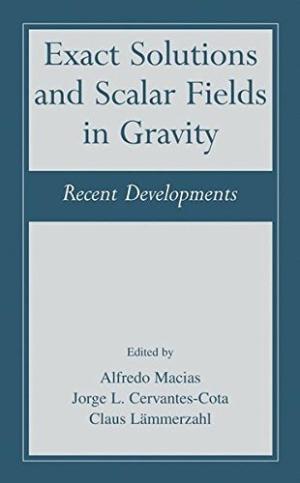 Exact Solutions
and Scalar Fields
in Gravity
Recent Developments
Edited by
Alfredo Macias
Jorge L. Cervantes-Cota
Claus Lämmerzahl